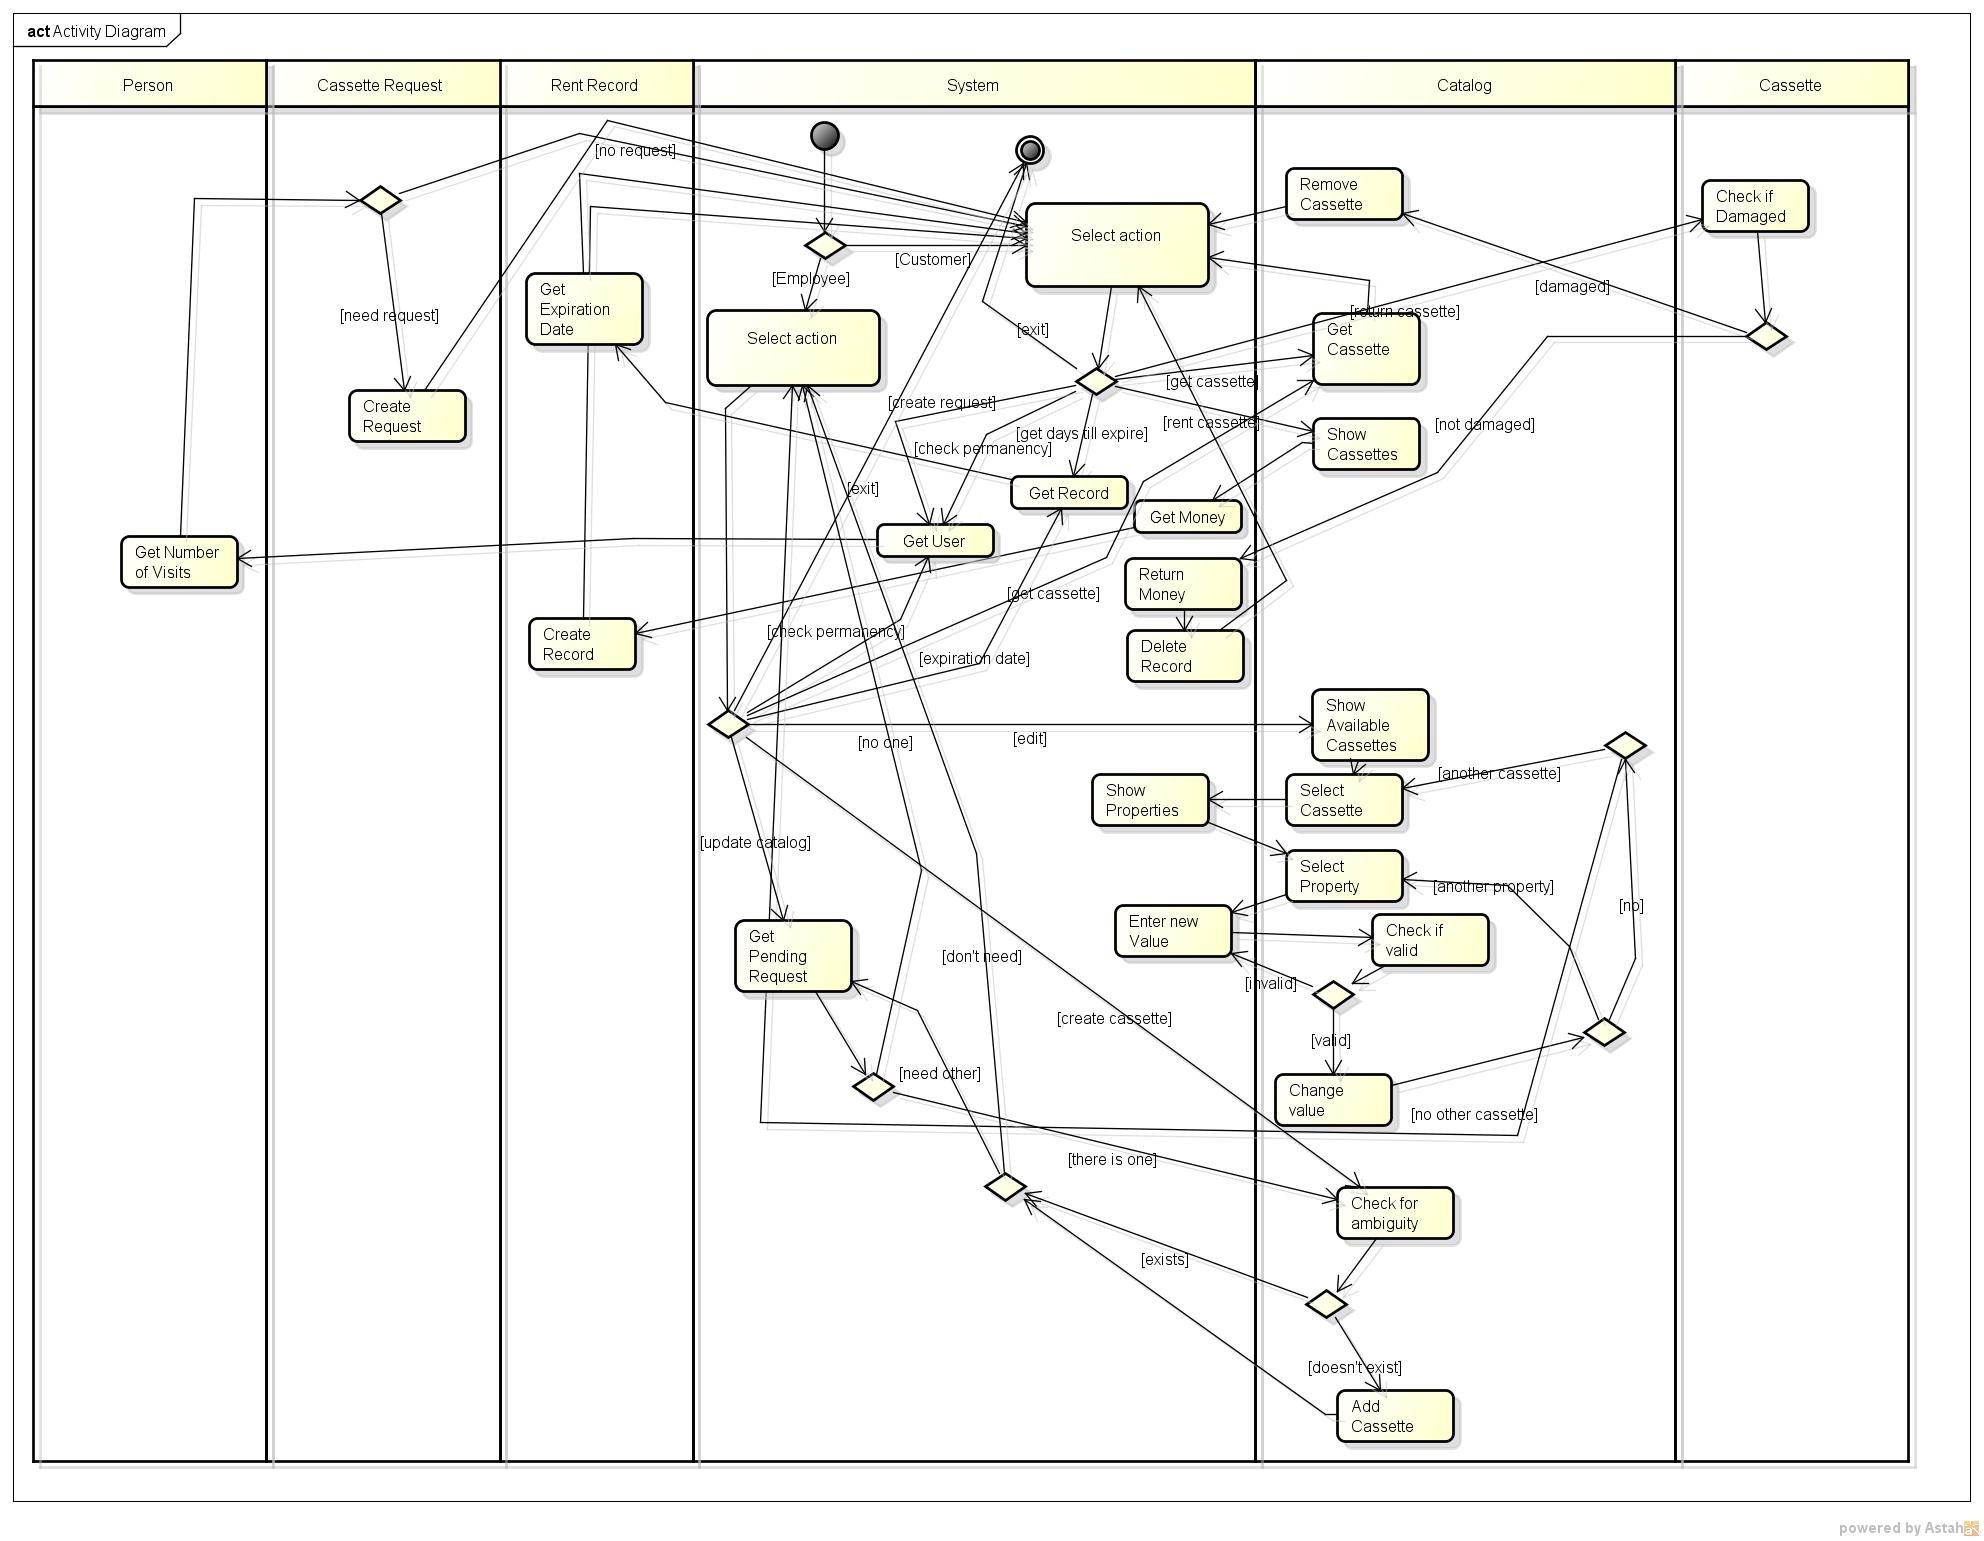 act Activity Diagram
Person
Cassette Request
Rent Record
System
Catalog
Cassette
[no request]
Remove
Cassette
Check if
Damaged
Select action
[Customer]
[Employee]
[damaged]
Get
Expiration
Date
[need request]
[return cassette]
[exit]
Select action
Get
Cassette
[get cassette]
Create
Request
[create request]
[rent cassette]
[not damaged]
[get days till expire]
[check permanency]
Show
Cassettes
[exit]
Get Record
Get Money
Get User
Get Number
of Visits
Return
Money
[get cassette]
[check permanency]
Create
Record
[expiration date]
Delete
Record
Show
Available
Cassettes
[no one]
[edit]
[another cassette]
Show
Properties
Select
Cassette
[update catalog]
Select
Property
[another property]
[no]
Enter new
Value
Check if
valid
Get
Pending
Request
[don't need]
[invalid]
[create cassette]
[valid]
[need other]
Change
value
[no other cassette]
[there is one]
Check for
ambiguity
[exists]
[doesn't exist]
Add
Cassette
powered by Astah